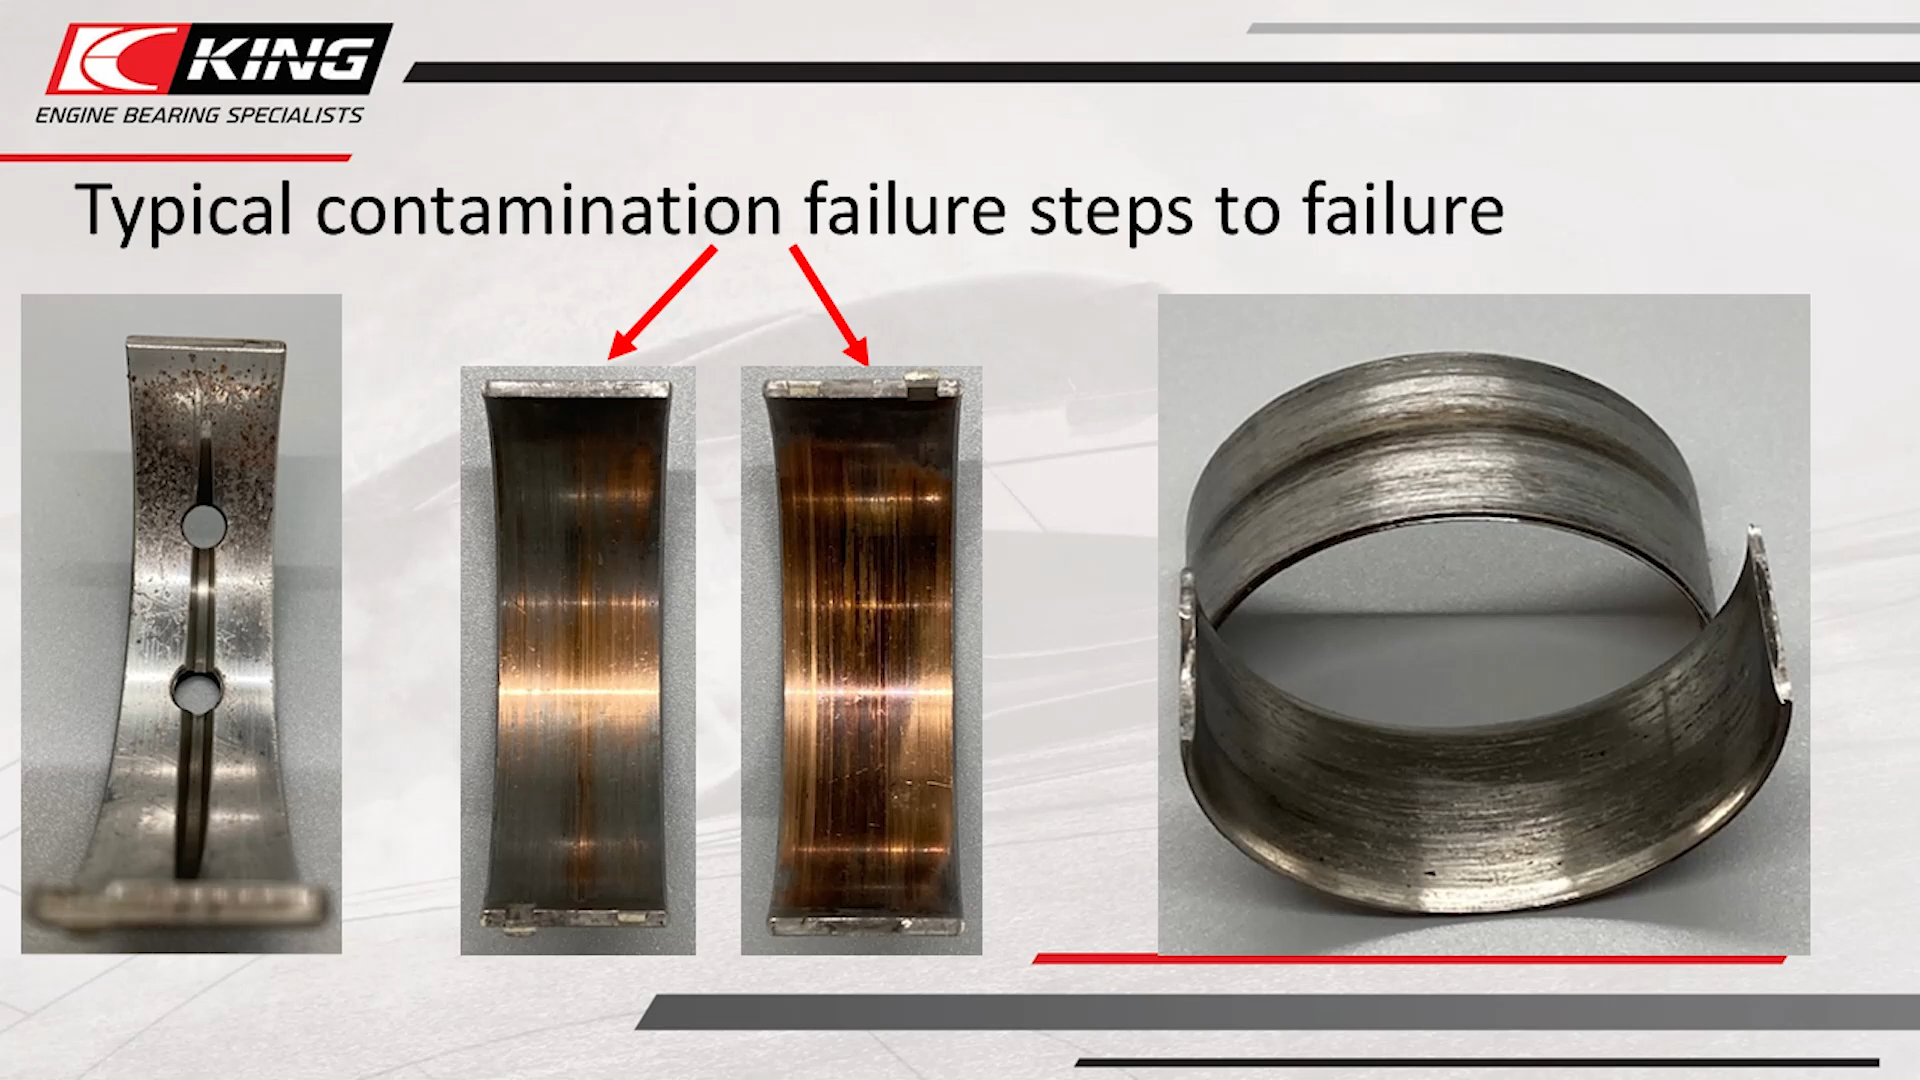 KING
ENGINE BEARING SPECIALISTS
Typical contamination failure steps to failure